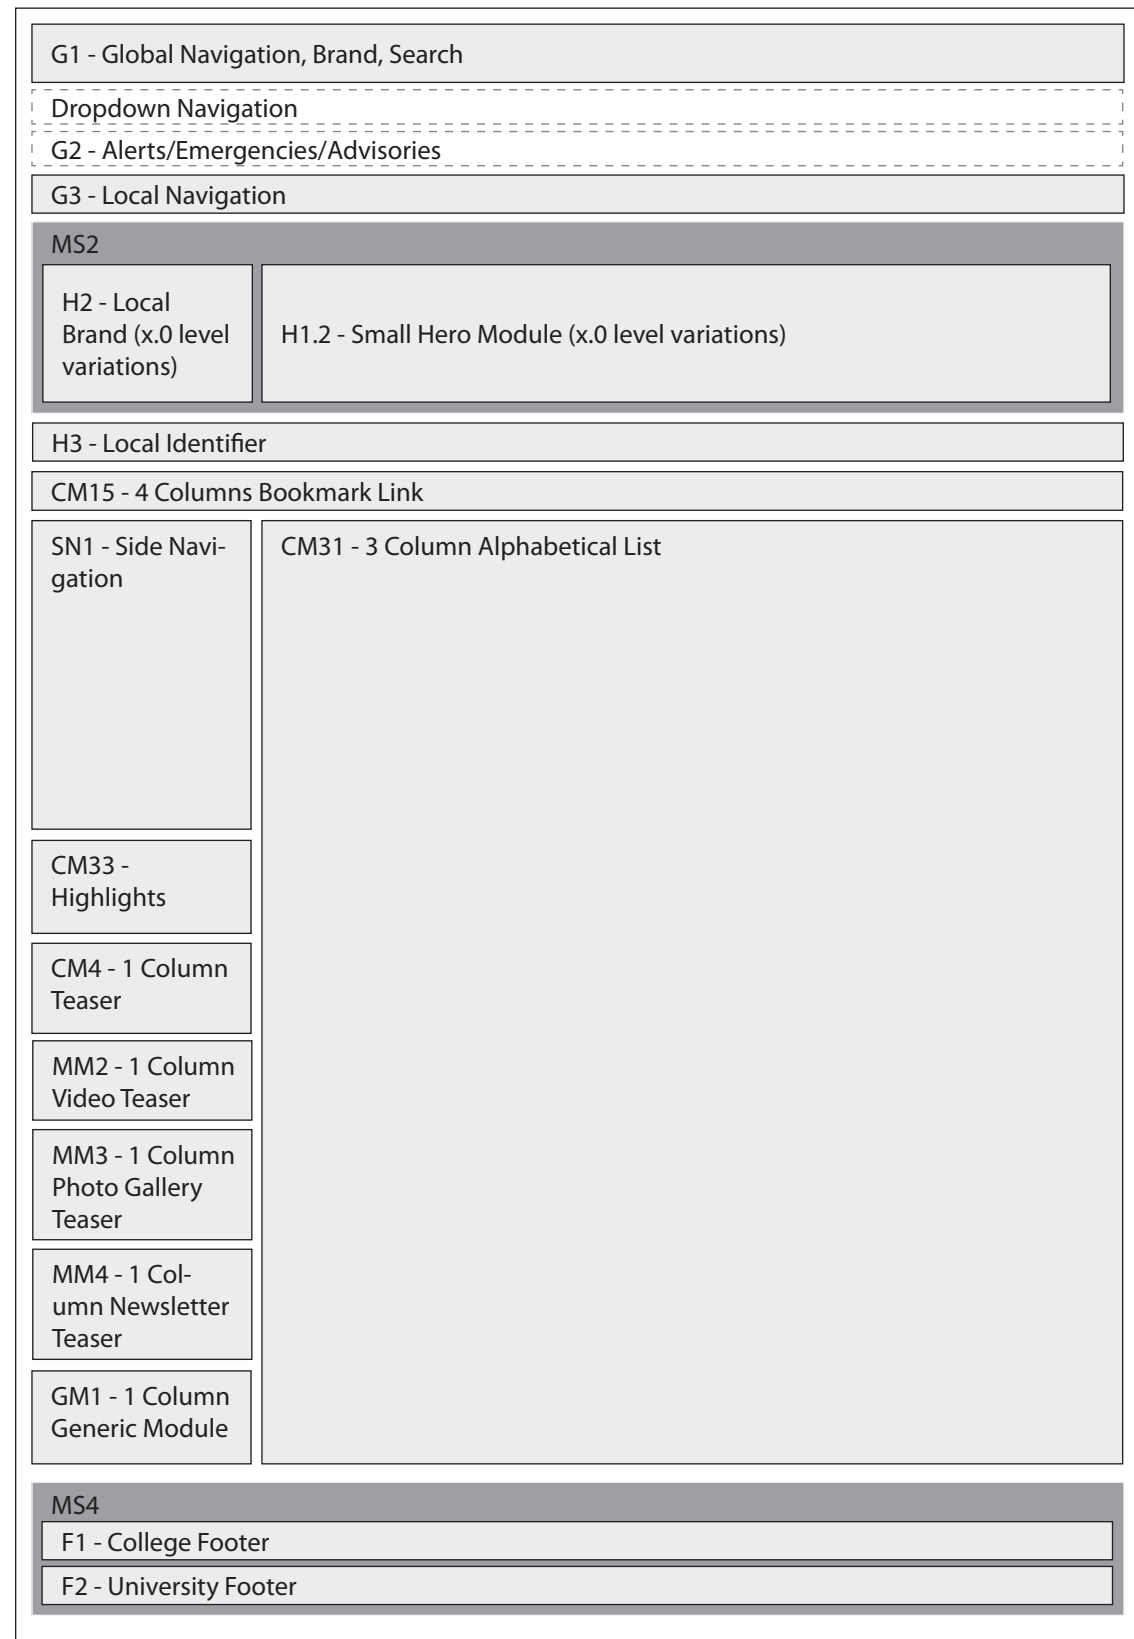 G1 - Global Navigation, Brand, Search
Dropdown Navigation
G2 - Alerts/Emergencies/Advisories
G3 - Local Navigation
MS2
H2 - Local
Brand (x.0 level
variations)
H1.2 - Small Hero Module (x.0 level variations)
H3 - Local Identifier
CM15 - 4 Columns Bookmark Link
SN1 - Side Navi-
gation
CM31 - 3 Column Alphabetical List
CM33 -
Highlights
CM4 - 1 Column
Teaser
MM2 - 1 Column
Video Teaser
MM3 - 1 Column
Photo Gallery
Teaser
MM4 - 1 Col-
umn Newsletter
Teaser
GM1 - 1 Column
Generic Module
MS4
F1 - College Footer
F2 - University Footer